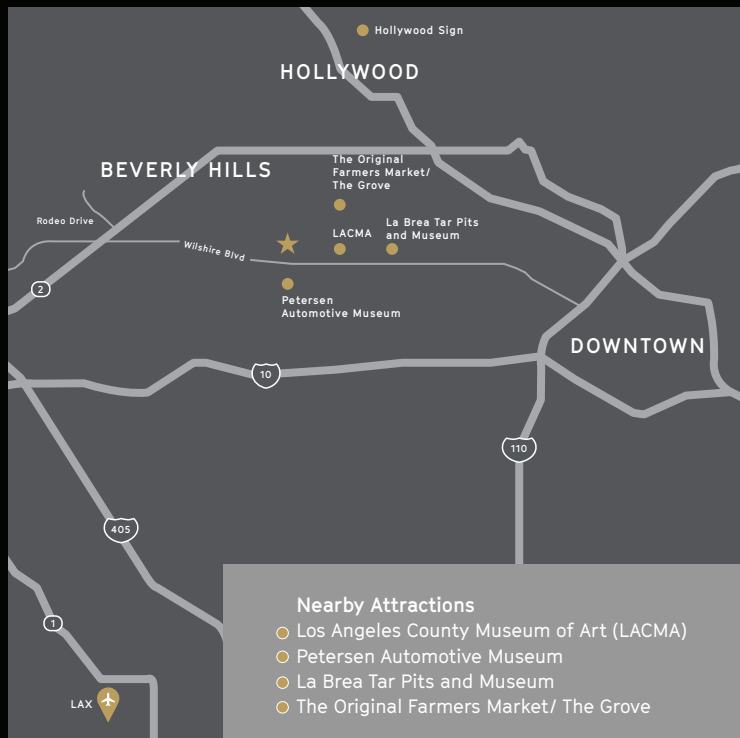 Hollywood Sign
HOLLYWOOD
BEVERLY HILLS
The Original
Farmers Market/
The Grove
Rodeo Drive
Wilshire Blvd
LACMA
La Brea Tar Pits
and Museum
2
Petersen
Automotive Museum
DOWNTOWN
10
110
405
1
LAX
Nearby Attractions
Los Angeles County Museum of Art (LACMA)
Petersen Automotive Museum
La Brea Tar Pits and Museum
The Original Farmers Market/ The Grove